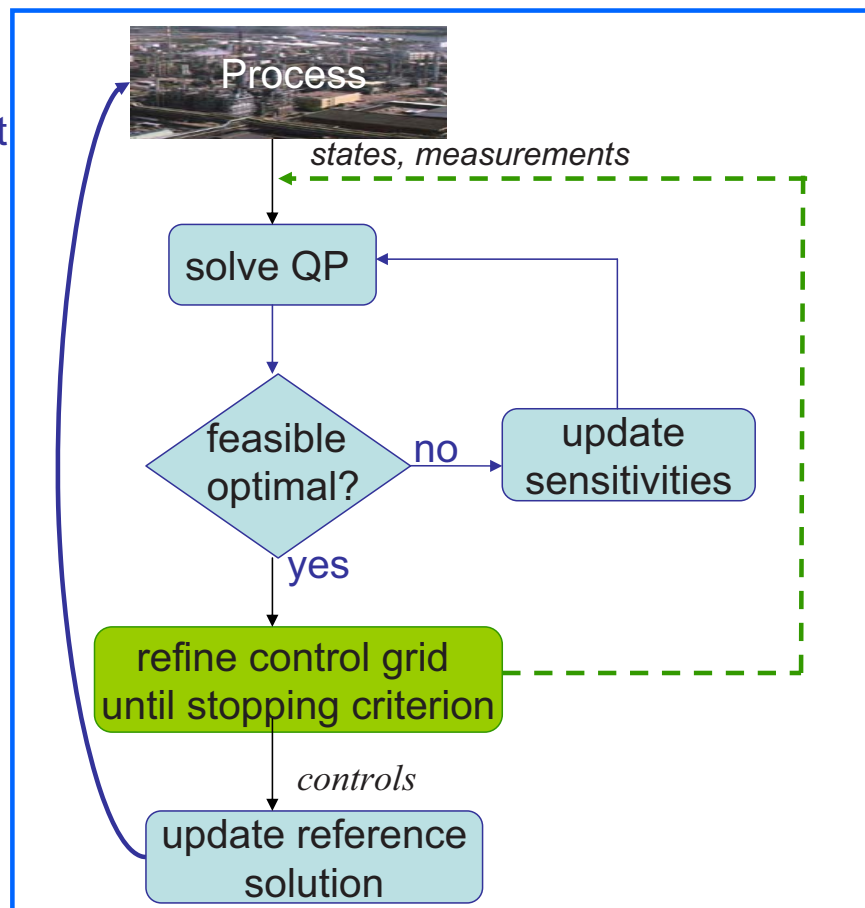 Process
t
states, measurements
solve QP
feasible
optimal?
no
update
sensitivities
yes
refine control grid
until stopping criterion
controls
update reference
solution